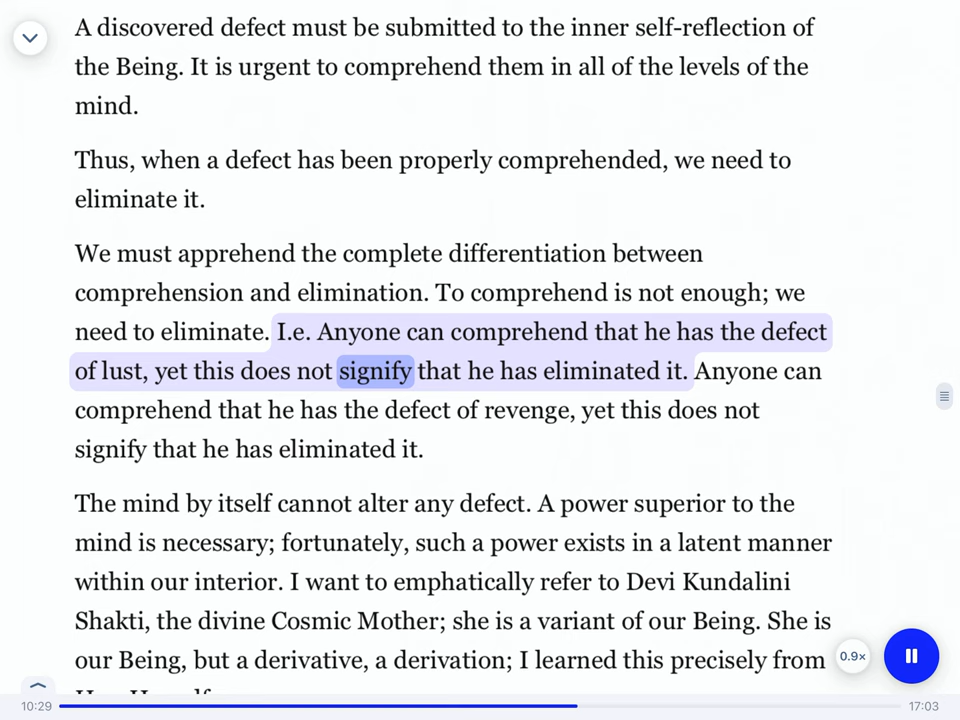 A discovered defect must be submitted to the inner self-reflection of
the Being. It is urgent to comprehend them in all of the levels of the
mind.
Thus, when a defect has been properly comprehended, we need to
eliminate it.
We must apprehend the complete differentiation between
comprehension and elimination. To comprehend is not enough; we
need to eliminate. I.e. Anyone can comprehend that he has the defect
of lust, yet this does not signify that he has eliminated it. Anyone can
comprehend that he has the defect of revenge, yet this does not
signify that he has eliminated it.
The mind by itself cannot alter any defect. A power superior to the
mind is necessary; fortunately, such a power exists in a latent manner
within our interior. I want to emphatically refer to Devi Kundalini
Shakti, the divine Cosmic Mother; she is a variant of our Being. She is
our Being, but a derivative, a derivation; I learned this precisely from
0.9×
10:29
17:03